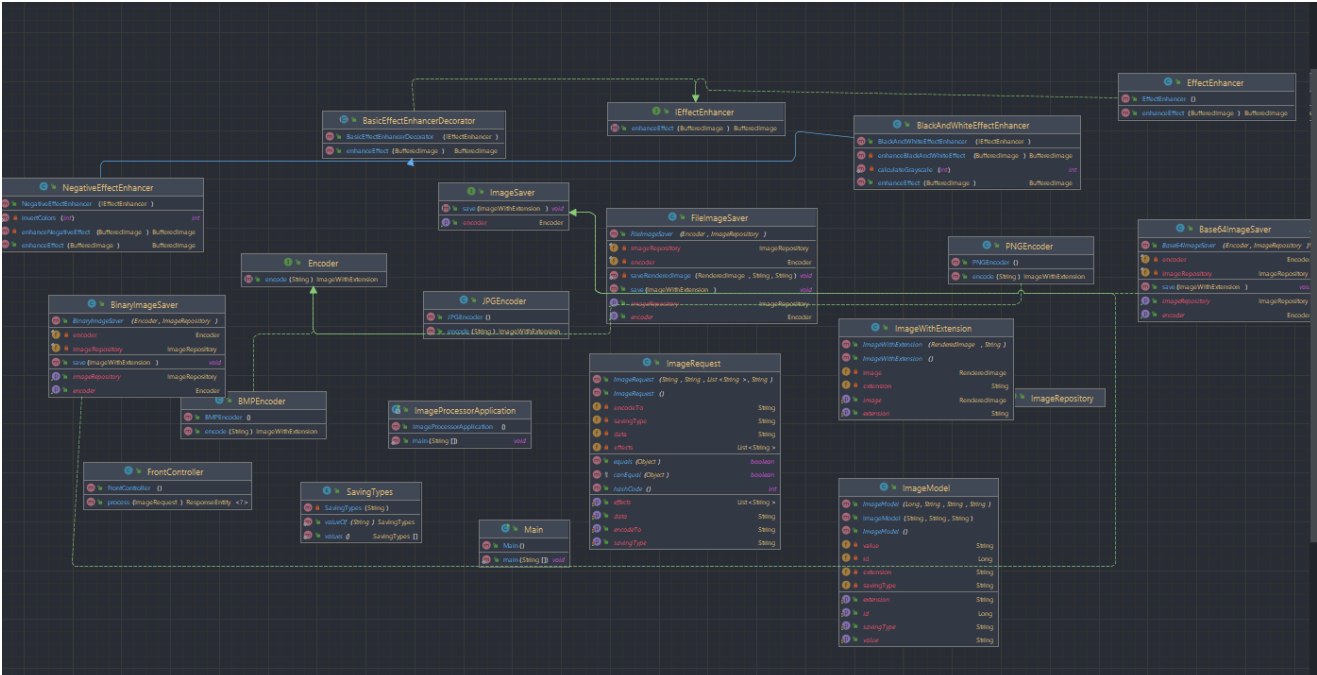 EffectEnhancer
EffectEnhancer ()
enhanceEffect (BufferedImage ) BufferedImage
IEffectEnhancer
enhanceEffect (BufferedImage ) BufferedImage
BasicEffectEnhancerDecorator
BasicEffectEnhancerDecorator (IEffectEnhancer )
enhanceEffect (BufferedImage ) BufferedImage
BlackAndWhiteEffectEnhancer
BlackAndWhiteEffectEnhancer (IEffectEnhancer )
enhanceBlackAndWhiteEffect (BufferedImage ) BufferedImage
calculateGrayscale (int) int
enhanceEffect (BufferedImage ) BufferedImage
NegativeEffectEnhancer
NegativeEffectEnhancer (IEffectEnhancer )
invertColors (int) int
enhanceNegativeEffect (BufferedImage ) BufferedImage
enhanceEffect (BufferedImage ) BufferedImage
ImageSaver
save (ImageWithExtension ) void
encoder Encoder
FileImageSaver
FileImageSaver (Encoder , ImageRepository )
imageRepository ImageRepository
encoder Encoder
saveRenderedImage (RenderedImage , String , String ) void
save (ImageWithExtension ) void
imageRepository ImageRepository
encoder Encoder
Base64ImageSaver
Base64ImageSaver (Encoder , ImageRepository )
encoder Encoder
imageRepository ImageRepository
save (ImageWithExtension ) void
imageRepository ImageRepository
encoder Encoder
PNGEncoder
PNGEncoder ()
encode (String ) ImageWithExtension
Encoder
encode (String ) ImageWithExtension
JPGEncoder
JPGEncoder ()
encode (String ) ImageWithExtension
BinaryImageSaver
BinaryImageSaver (Encoder , ImageRepository )
encoder Encoder
imageRepository ImageRepository
save (ImageWithExtension ) void
imageRepository ImageRepository
encoder Encoder
BMPEncoder
BMPEncoder ()
encode (String ) ImageWithExtension
ImageWithExtension
ImageWithExtension (RenderedImage , String )
ImageWithExtension ()
image RenderedImage
extension String
image RenderedImage
extension String
ImageRepository
ImageRequest
ImageRequest (String , String , List <String >, String )
ImageRequest ()
encodeTo String
savingType String
data String
effects List <String >
equals (Object ) boolean
canEqual (Object ) boolean
hashCode () int
effects List <String >
data String
encodeTo String
savingType String
ImageProcessorApplication
ImageProcessorApplication ()
main (String []) void
FrontController
FrontController ()
process (ImageRequest ) ResponseEntity <?>
SavingTypes
SavingTypes (String )
valueOf (String ) SavingTypes
values () SavingTypes []
Main
Main ()
main (String []) void
ImageModel
ImageModel (Long, String , String , String )
ImageModel (String , String , String )
ImageModel ()
value String
id Long
extension String
savingType String
extension String
id Long
savingType String
value String